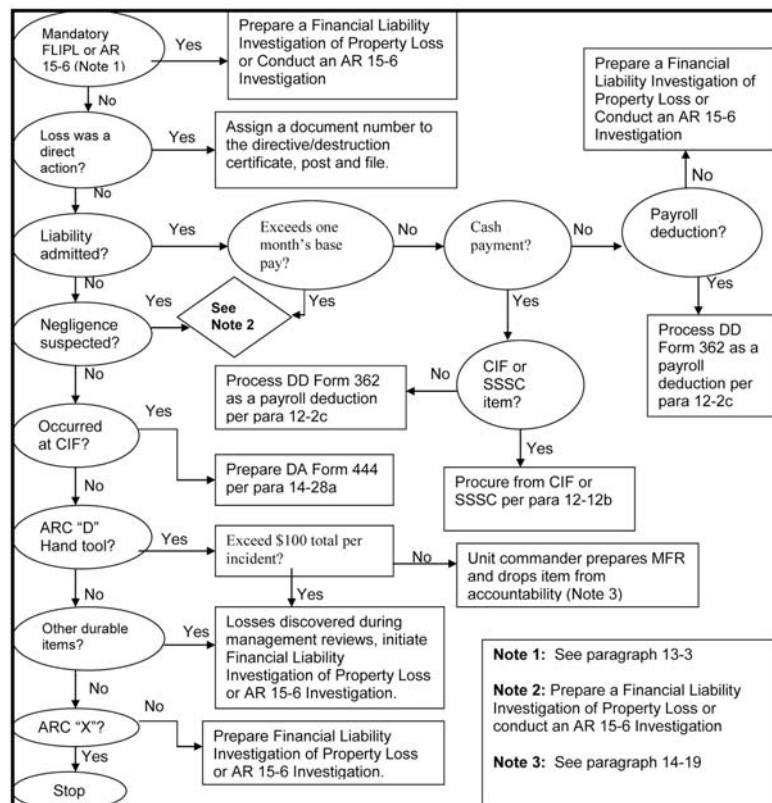 Mandatory
FLIPL or AR
15-6 (Note 1)
Yes
Prepare a Financial Liability
Investigation of Property Loss
or Conduct an AR 15-6
Investigation
Prepare a Financial
Liability
Investigation of
Property Loss or
Conduct an AR 15-6
Investigation
No
Loss was a
direct
action?
Yes
Assign a document number to
the directive/destruction
certificate, post and file.
No
No
Liability
admitted?
Yes
Exceeds one
month's base
pay?
No
Cash
payment?
No
Payroll
deduction?
No
Yes
Yes
Yes
Negligence
suspected?
Yes
See
Note 2
Process DD
Form 362 as a
payroll
deduction per
para 12-2c
No
Process DD Form 362 as a
payroll deduction per
per para 12-2c
No
CIF or
SSSC
item?
Occurred
at CIF?
Yes
Yes
Prepare DA Form 444
per para 14-28a
Procure from CIF or
SSSC per para 12-12b
No
ARC "D"
Hand tool?
Yes
Exceed $100 total per
incident?
No
Unit commander prepares MFR
and drops item from
accountability (Note 3)
No
Yes
Other durable
items?
Yes
Losses discovered during
management reviews, initiate
Financial Liability
Investigation of Property Loss
or AR 15-6 Investigation.
No
ARC "X"?
No
Prepare Financial Liability
Investigation of Property Loss
or AR 15-6 Investigation.
Yes
Stop
Note 1: See paragraph 13-3
Note 2: Prepare a Financial Liability
Investigation of Property Loss or
conduct an AR 15-6 Investigation
Note 3: See paragraph 14-19